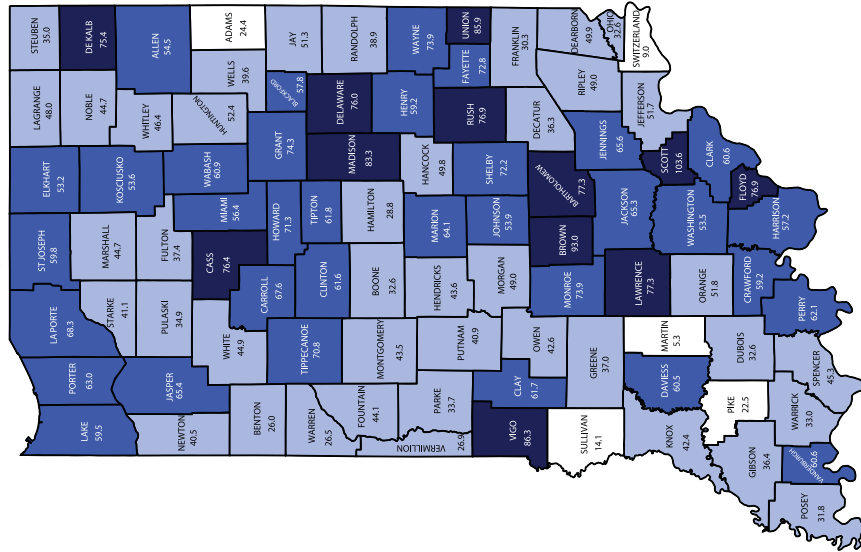 STEUBEN
35.0
DE KALB
75.4
ALLEN
54.5
ADAMS
24.4
JAY
51.3
RANDOLPH
38.9
WAYNE
73.9
UNION
85.9
FRANKLIN
30.3
DEARBORN
49.9
OHIO
32.6
SWITZERLAND
9.0
LAGRANGE
48.0
NOBLE
44.7
WHITLEY
46.4
HUNTINGTON
52.4
WELLS
39.6
BLACKFORD
57.8
DELAWARE
76.0
HENRY
59.2
FAYETTE
72.8
RUSH
76.9
DECATUR
36.3
RIPLEY
49.0
JEFFERSON
51.7
JENNINGS
65.6
SCOTT
103.6
CLARK
60.6
FLOYD
76.9
HARRISON
57.2
ELKHART
53.2
KOSCIUSKO
53.6
WABASH
60.9
GRANT
74.3
MADISON
83.3
HANCOCK
49.8
SHELBY
72.2
BARTHOLOMEW
77.3
JACKSON
65.3
WASHINGTON
53.5
ST.JOSEPH
59.8
MARSHALL
44.7
FULTON
37.4
MIAMI
56.4
HOWARD
71.3
TIPTON
61.8
HAMILTON
28.8
MARION
64.1
JOHNSON
53.9
BROWN
93.0
CASS
76.4
CARROLL
67.6
CLINTON
61.6
BOONE
32.6
HENDRICKS
43.6
MORGAN
49.0
MONROE
73.9
LAWRENCE
77.3
ORANGE
51.8
CRAWFORD
59.2
PERRY
62.1
LA PORTE
68.3
STARKE
41.1
PULASKI
34.9
WHITE
44.9
TIPPECANOE
70.8
MONTGOMERY
43.5
PUTNAM
40.9
OWEN
42.6
GREENE
37.0
MARTIN
5.3
DUBOIS
32.6
SPENCER
45.3
PORTER
63.0
JASPER
65.4
CLAY
61.7
DAVIESS
60.5
PIKE
22.5
WARRICK
33.0
LAKE
59.5
NEWTON
40.5
BENTON
26.0
WARREN
26.5
FOUNTAIN
44.1
PARKE
33.7
VERMILLION
26.9
VIGO
86.3
SULLIVAN
14.1
KNOX
42.4
GIBSON
36.4
VANDERBURGH
60.6
POSEY
31.8